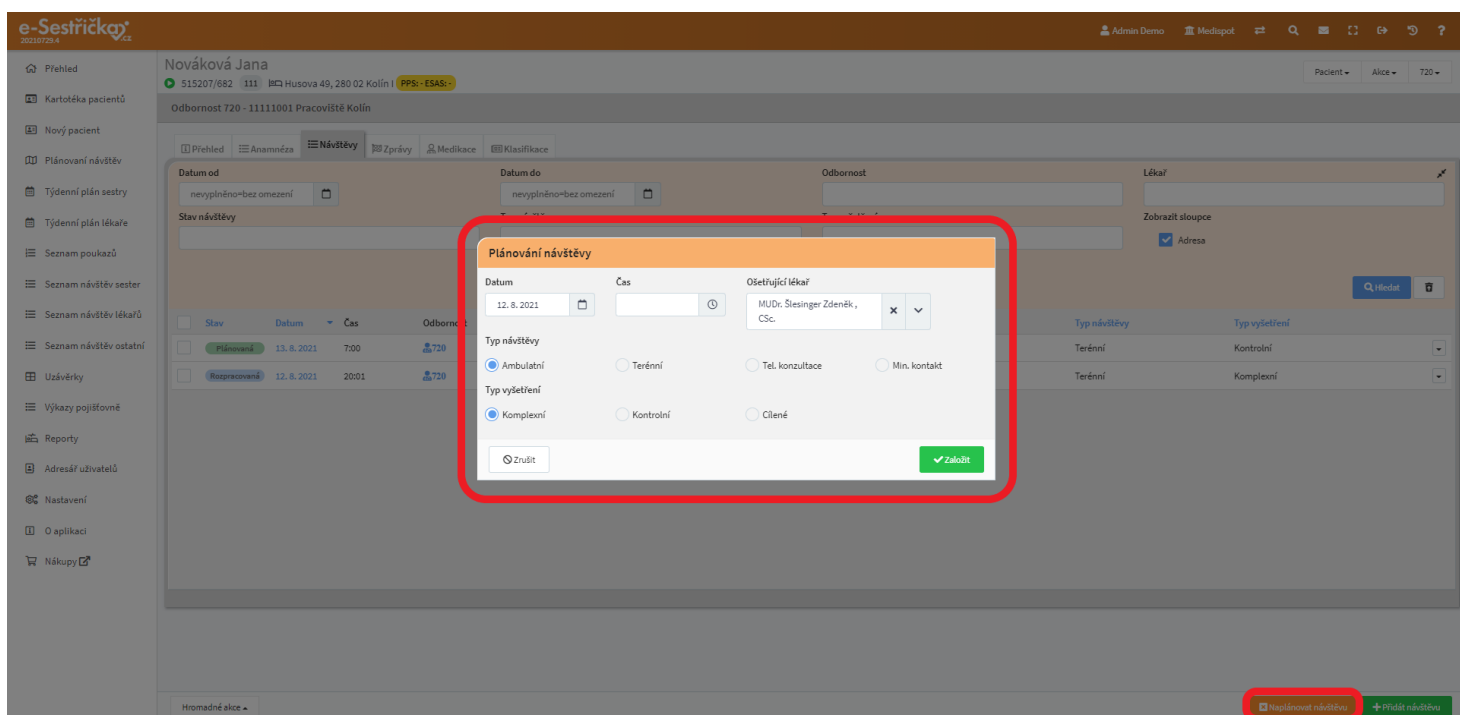 e-Sestřička.cz
20210729.4
Admin Demo Medispot
Přehled
Kartotéka pacientů
Nový pacient
Plánovaní návštěv
Týdenní plán sestry
Týdenní plán lékaře
Seznam poukazů
Seznam návštěv sester
Seznam návštěv lékařů
Seznam návštěv ostatní
Uzávěrky
Výkazy pojišťovně
Reporty
Adresář uživatelů
Nastavení
O aplikaci
Nákupy
Nováková Jana
515207/682 111 Husova 49, 280 02 Kolín I PPS: - ESAS: -
Pacient Akce 720
Odbornost 720 - 11111001 Pracoviště Kolín
Přehled Anamnéza Návštěvy Zprávy Medikace Klasifikace
Datum od Datum do Odbornost Lékař
nevyplněno=bez omezení nevyplněno=bez omezení
Stav návštěvy Zobrazit sloupce
Adresa
Hledat
Stav Datum Čas Odbornost Typ návštěvy Typ vyšetření
Plánovaná 13. 8. 2021 7:00 720 Terénní Kontrolní
Rozpracovaná 12. 8. 2021 20:01 720 Terénní Komplexní
Plánování návštěvy
Datum Čas Ošetřující lékař
12. 8. 2021 MUDr. Šlesinger Zdeněk ,
CSc.
Typ návštěvy
Ambulatní Terénní Tel. konzultace Min. kontakt
Typ vyšetření
Komplexní Kontrolní Cílené
Zrušit Založit
Hromadné akce Naplánovat návštěvu Přidat návštěvu